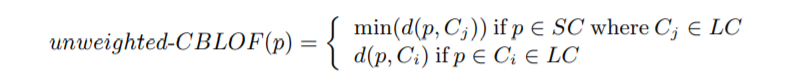 unweighted-CBLOF(p) = { min(d(p, C_j)) if p ∈ SC where C_j ∈ LC
d(p, C_i) if p ∈ C_i ∈ LC